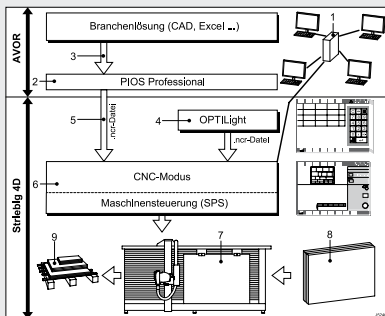 AVOR
Branchenlösung (CAD, Excel ...)
1
3
2
PIOS Professional
Striebig 4D
5
.ncr-Datei
4
OPTILight
.ncr-Datei
6
CNC-Modus
Maschinensteuerung (SPS)
9
7
8